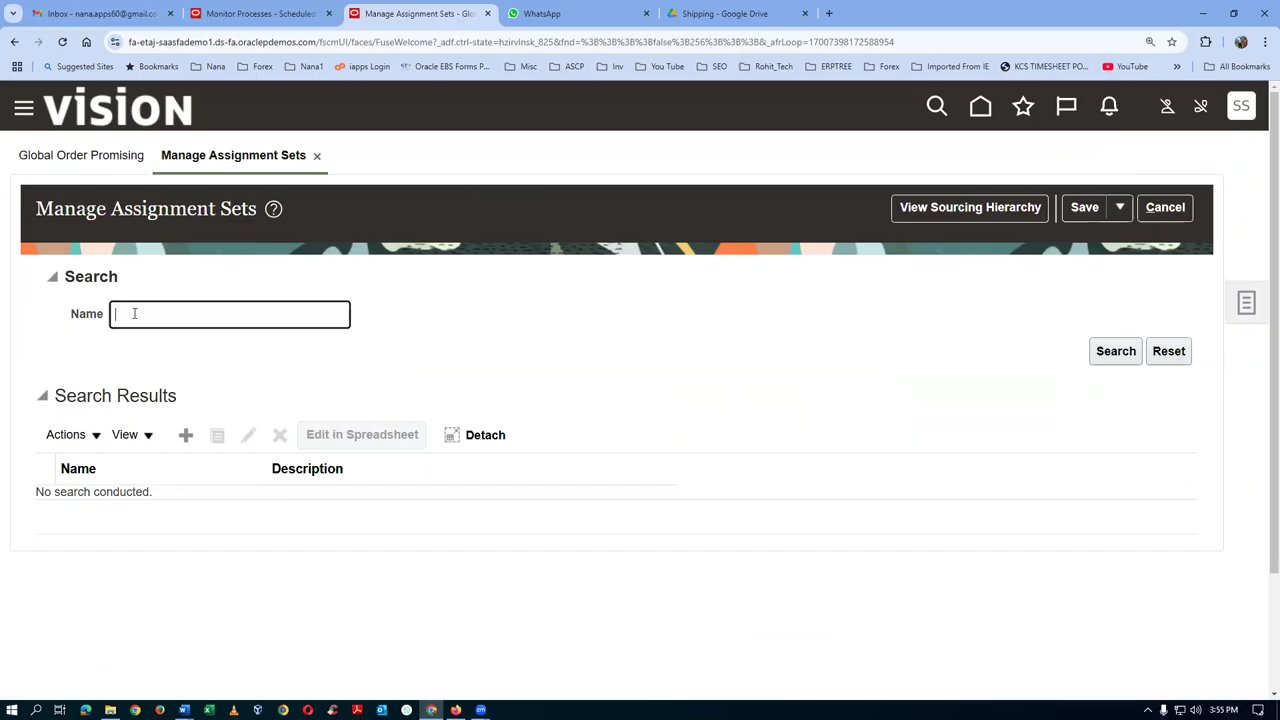 Inbox - nana.apps60@gmail.co
Monitor Processes - Scheduled
Manage Assignment Sets - Glo
WhatsApp
Shipping - Google Drive
fa-etaj-saasfademo1.ds-fa.oraclepdemos.com/fscmUI/faces/FuseWelcome?_adf.ctrl-state=hzirvlnsk_825&fnd=%3B%3B%3B%3Bfalse%3B256%3B%3B%3B&_afrLoop=17007398172588954
Suggested Sites
Bookmarks
Nana
Forex
Nana1
iapps Login
Oracle EBS Forms P...
Misc
ASCP
Inv
You Tube
SEO
Rohit_Tech
ERPTREE
Forex
Imported From IE
KCS TIMESHEET PO...
YouTube
All Bookmarks
vision
SS
Global Order Promising
Manage Assignment Sets
Manage Assignment Sets
View Sourcing Hierarchy
Save
Cancel
Search
Name
Search
Reset
Search Results
Actions
View
Edit in Spreadsheet
Detach
Name
Description
No search conducted.
3:55 PM